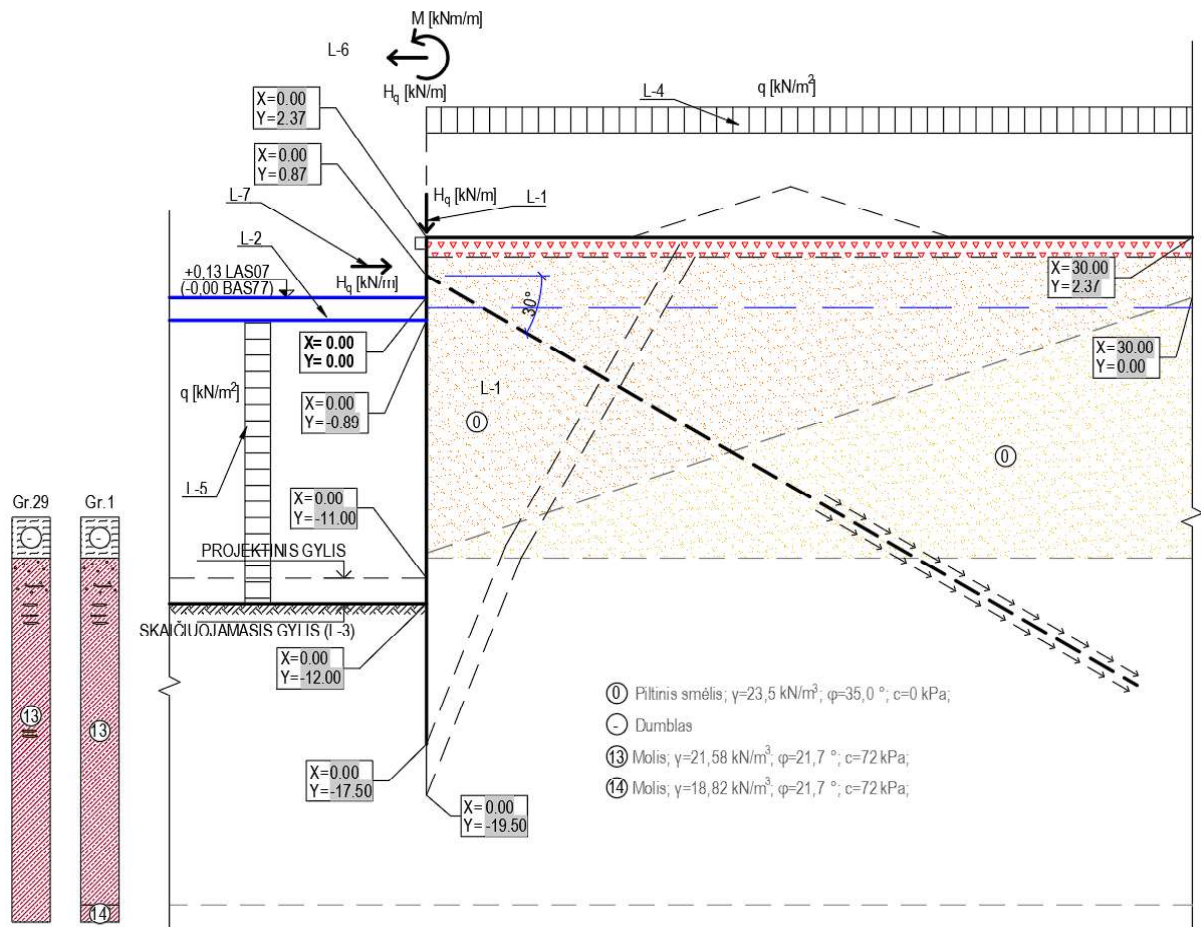 M [kNm/m]
L-6
H_q [kN/m]
L-4
q [kN/m²]
X=0.00
Y=2.37
X=0.00
Y=0.87
L-7
H_q [kN/m]
L-1
L-2
+0,13 LAS07
(-0,00 BAS77)
H_q [kN/m]
30°
X=30.00
Y=2.37
X= 0.00
Y= 0.00
X=30.00
Y=0.00
q [kN/m²]
X=0.00
Y=-0.89
L-1
0
0
L-5
X=0.00
Y=-11.00
Gr.29
Gr.1
-
-
PROJEKTINIS GYLIS
SKAIČIUOJAMASIS GYLIS (L-3)
X=0.00
Y=-12.00
0 Piltinis smėlis; γ=23,5 kN/m³; φ=35,0 °; c=0 kPa;
- Dumblas
13 Molis; γ=21,58 kN/m³; φ=21,7 °; c=72 kPa;
14 Molis; γ=18,82 kN/m³; φ=21,7 °; c=72 kPa;
13
13
X=0.00
Y=-17.50
X=0.00
Y= -19.50
14